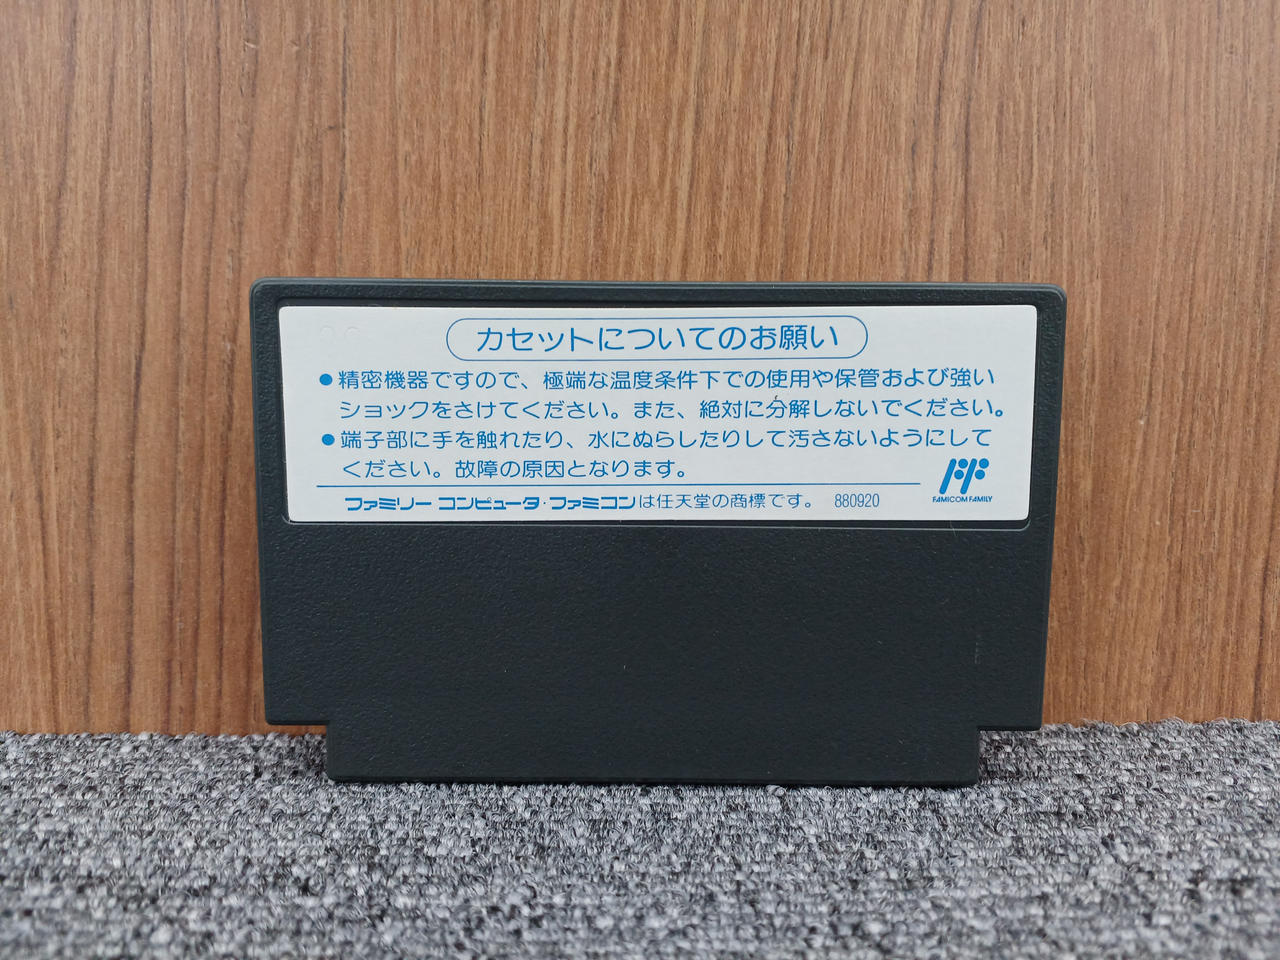 カセットについてのお願い
●精密機器ですので、極端な温度条件下での使用や保管および強い
ショックをさけてください。また、絶対に分解しないでください。
●端子部に手を触れたり、水にぬらしたりして汚さないようにして
ください。故障の原因となります。
ファミリー コンピュータ・ファミコンは任天堂の商標です。 880920
FF
FAMICOM FAMILY